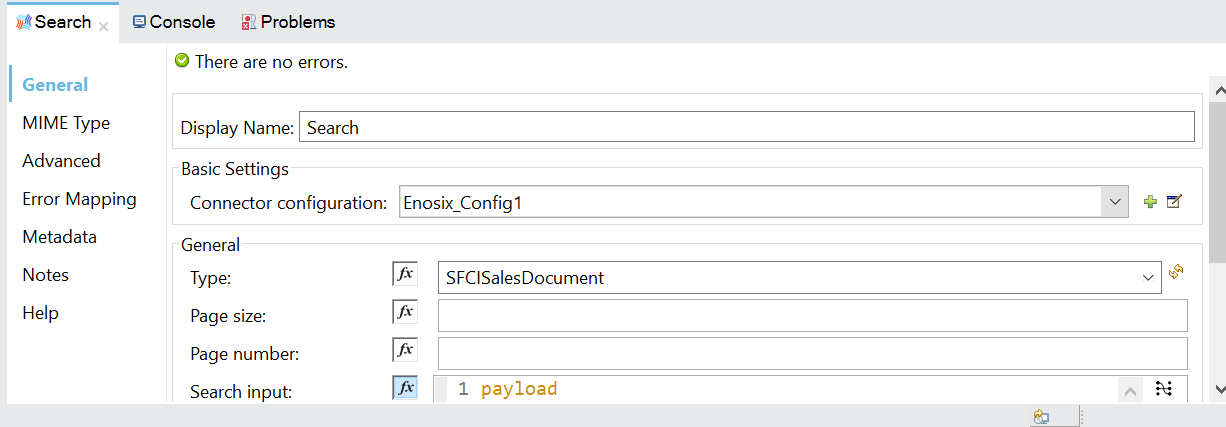 Search Console Problems
There are no errors.
General
MIME Type
Advanced
Error Mapping
Metadata
Notes
Help
Display Name: Search
Basic Settings
Connector configuration: Enosix_Config1
General
Type: fx SFCISalesDocument
Page size: fx
Page number: fx
Search input: fx 1 payload